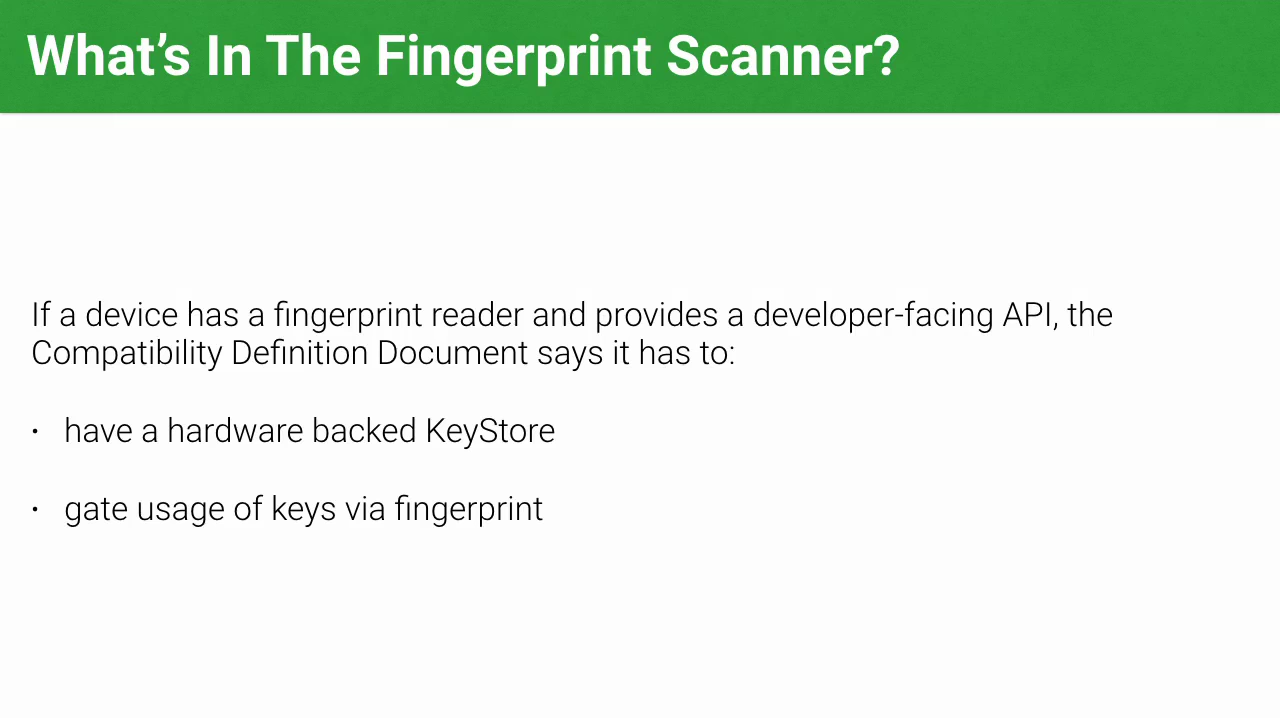 What’s In The Fingerprint Scanner?
If a device has a fingerprint reader and provides a developer-facing API, the
Compatibility Definition Document says it has to:
• have a hardware backed KeyStore
• gate usage of keys via fingerprint